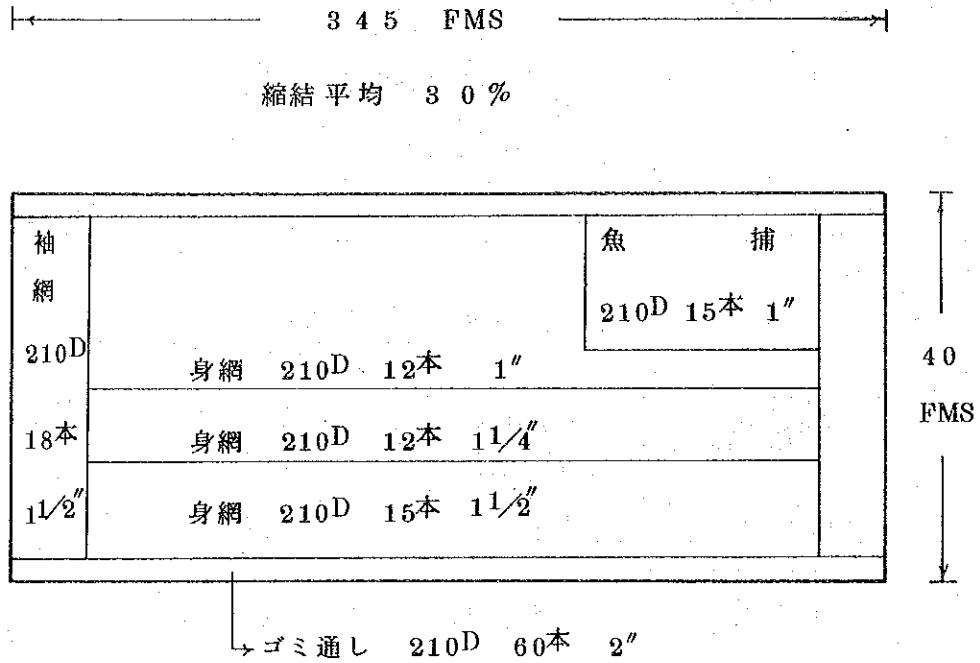 345 FMS
縮結平均 30%
袖網 210D 18本 1 1/2″
魚捕
210D 15本 1″
身網 210D 12本 1″
身網 210D 12本 1 1/4″
身網 210D 15本 1 1/2″
40
FMS
ゴミ通し 210D 60本 2″